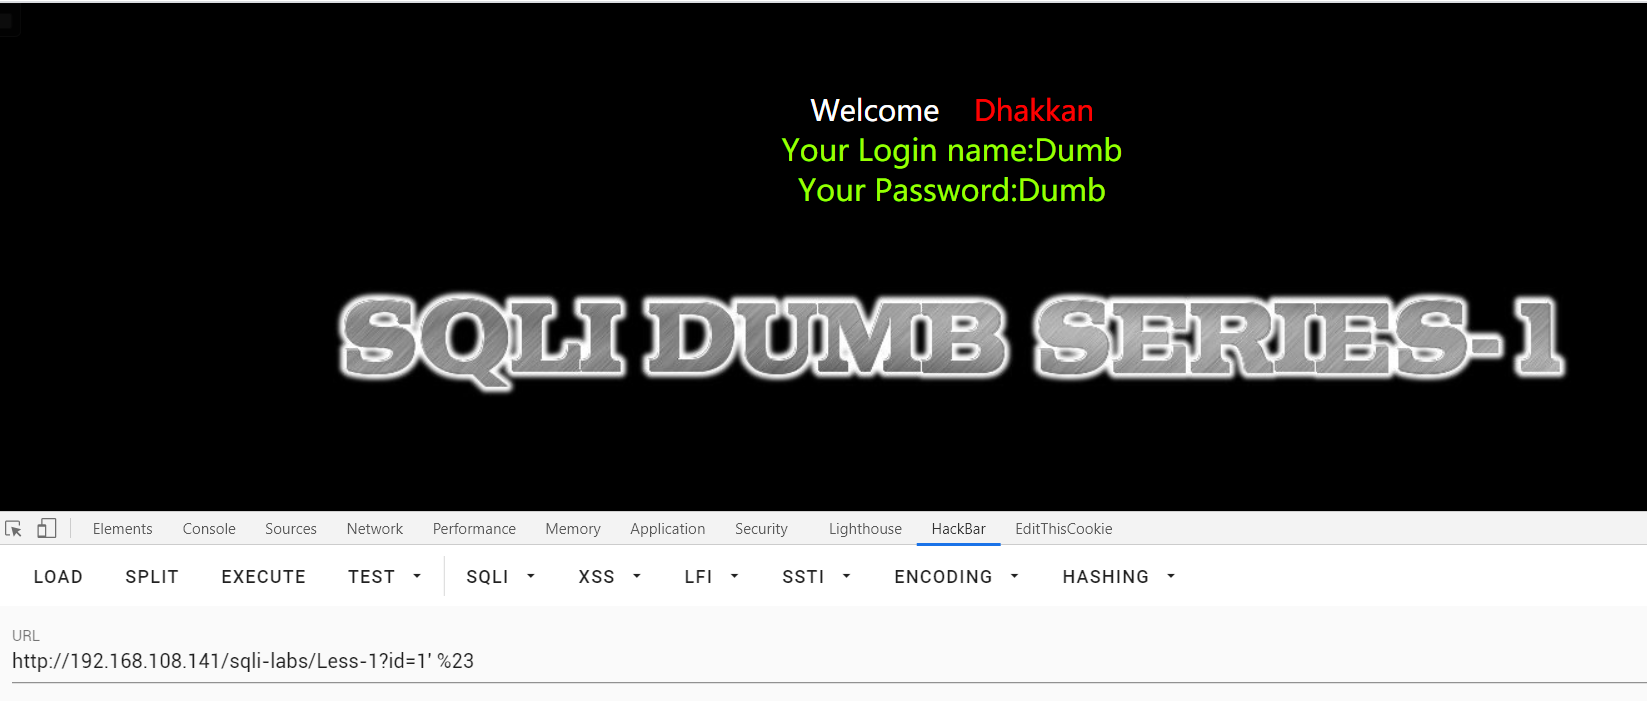 Welcome Dhakkan
Your Login name:Dumb
Your Password:Dumb
SQLI DUMB SERIES-1
Elements Console Sources Network Performance Memory Application Security Lighthouse HackBar EditThisCookie
LOAD SPLIT EXECUTE TEST SQLI XSS LFI SSTI ENCODING HASHING
URL
http://192.168.108.141/sqli-labs/Less-1?id=1' %23